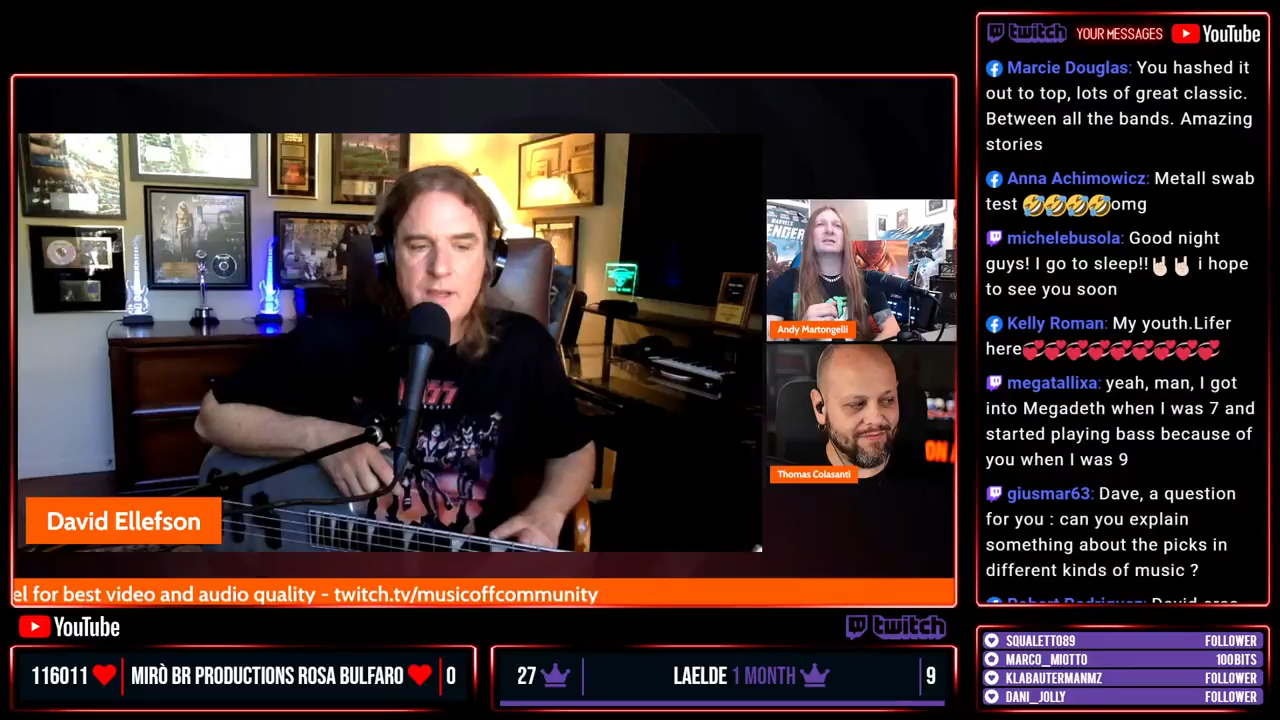 twitch YOUR MESSAGES YouTube
Marcie Douglas: You hashed it
out to top, lots of great classic.
Between all the bands. Amazing
stories
Anna Achimowicz: Metall swab
test 🤣🤣🤣🤣omg
michelebusola: Good night
guys! I go to sleep!!🤘🏻🤘🏻 i hope
to see you soon
Kelly Roman: My youth.Lifer
here💞💞💞💞💞💞💞💞💞
megatallixa: yeah, man, I got
into Megadeth when I was 7 and
started playing bass because of
you when I was 9
giusmar63: Dave, a question
for you : can you explain
something about the picks in
different kinds of music ?
KISS
Andy Martongelli
Thomas Colasanti
David Ellefson
el for best video and audio quality - twitch.tv/musicoffcommunity
YouTube
twitch
116011 MIRÒ BR PRODUCTIONS ROSA BULFARO 0
27 LAELDE 1 MONTH 9
SQUALETTO89 FOLLOWER
MARCO_MIOTTO 100BITS
KLABAUTERMANMZ FOLLOWER
DANI_JOLLY FOLLOWER